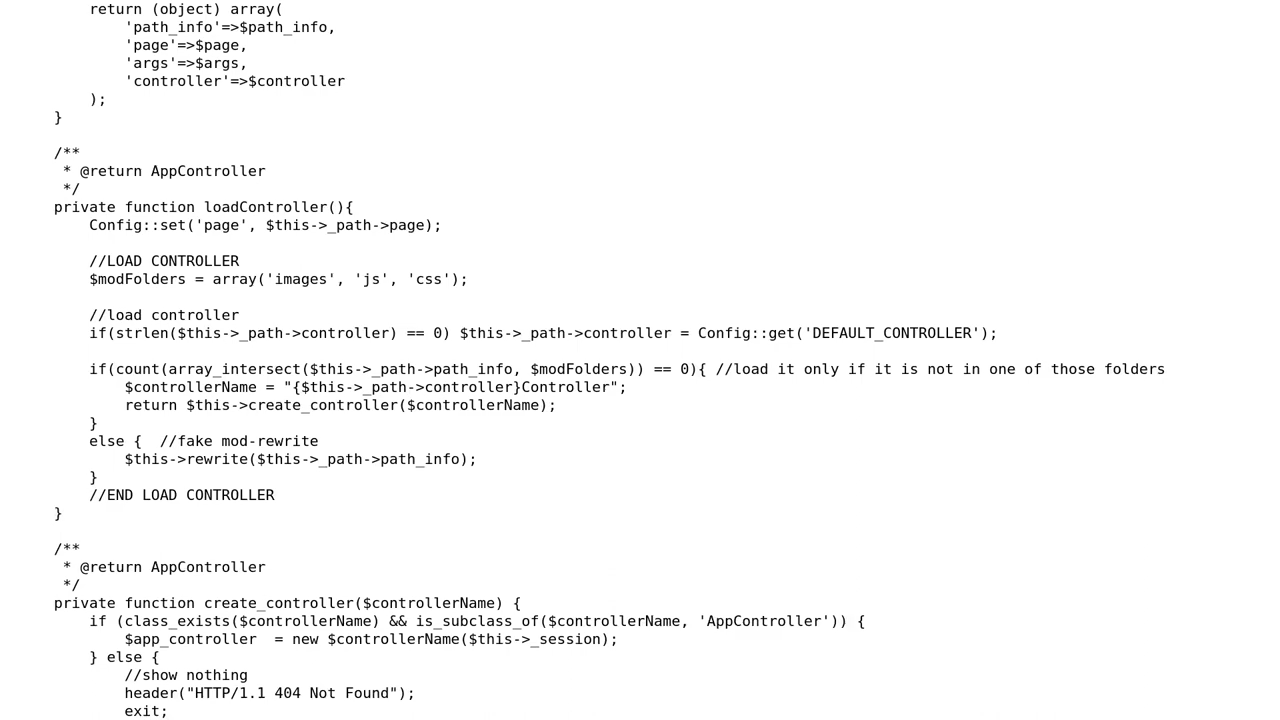 return (object) array(
        'path_info'=>$path_info,
        'page'=>$page,
        'args'=>$args,
        'controller'=>$controller
    );
}

/**
 * @return AppController
 */
private function loadController(){
    Config::set('page', $this->_path->page);

    //LOAD CONTROLLER
    $modFolders = array('images', 'js', 'css');

    //load controller
    if(strlen($this->_path->controller) == 0) $this->_path->controller = Config::get('DEFAULT_CONTROLLER');

    if(count(array_intersect($this->_path->path_info, $modFolders)) == 0){ //load it only if it is not in one of those folders
        $controllerName = "{$this->_path->controller}Controller";
        return $this->create_controller($controllerName);
    }
    else {  //fake mod-rewrite
        $this->rewrite($this->_path->path_info);
    }
    //END LOAD CONTROLLER
}

/**
 * @return AppController
 */
private function create_controller($controllerName) {
    if (class_exists($controllerName) && is_subclass_of($controllerName, 'AppController')) {
        $app_controller  = new $controllerName($this->_session);
    } else {
        //show nothing
        header("HTTP/1.1 404 Not Found");
        exit;